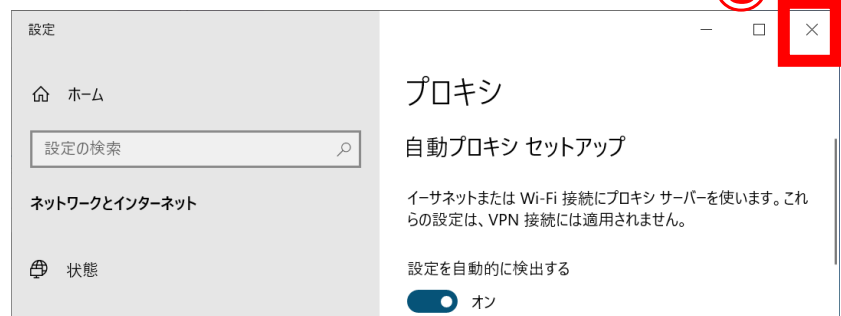 設定
ホーム
設定の検索
ネットワークとインターネット
状態
プロキシ
自動プロキシ セットアップ
イーサネットまたは Wi-Fi 接続にプロキシ サーバーを使います。これ
らの設定は、VPN 接続には適用されません。
設定を自動的に検出する
オン